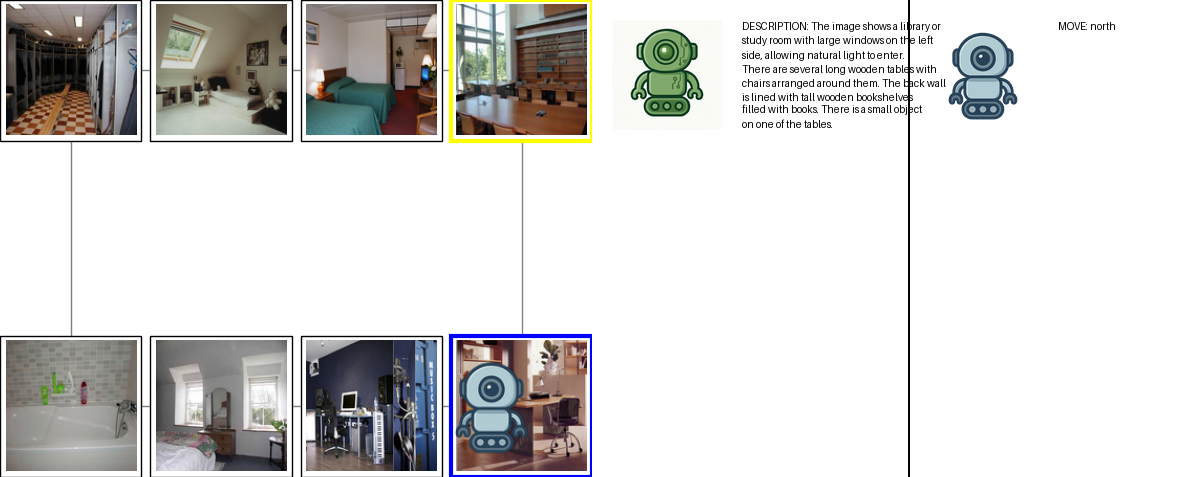 DESCRIPTION: The image shows a library or
study room with large windows on the left
side, allowing natural light to enter.
There are several long wooden tables with
chairs arranged around them. The back wall
is lined with tall wooden bookshelves
filled with books. There is a small object
on one of the tables.
MOVE: north
MUSICBOXS